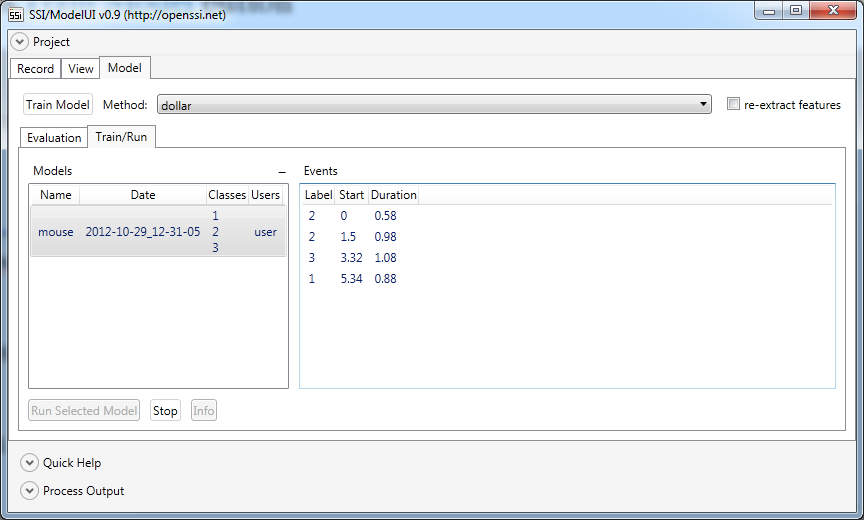 SSI/ModelUI v0.9 (http://openssi.net)
Project
Record View Model
Train Model Method: dollar re-extract features
Evaluation Train/Run
Models Events
Name Date Classes Users Label Start Duration
1 2 0 0.58
mouse 2012-10-29_12-31-05 2 user 2 1.5 0.98
3 3 3.32 1.08
1 5.34 0.88
Run Selected Model Stop Info
Quick Help
Process Output